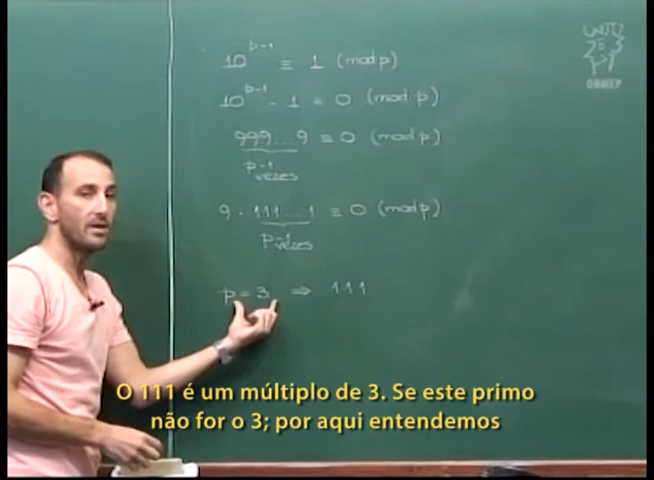 10^{p-1} ≡ 1 (mod p)
10^{p-1} - 1 ≡ 0 (mod p)
999...9 ≡ 0 (mod p)
p-1
vezes
9 · 111...1 ≡ 0 (mod p)
p-1
vezes
p = 3 ⇒ 111
O 111 é um múltiplo de 3. Se este primo
não for o 3; por aqui entendemos
OBMEP